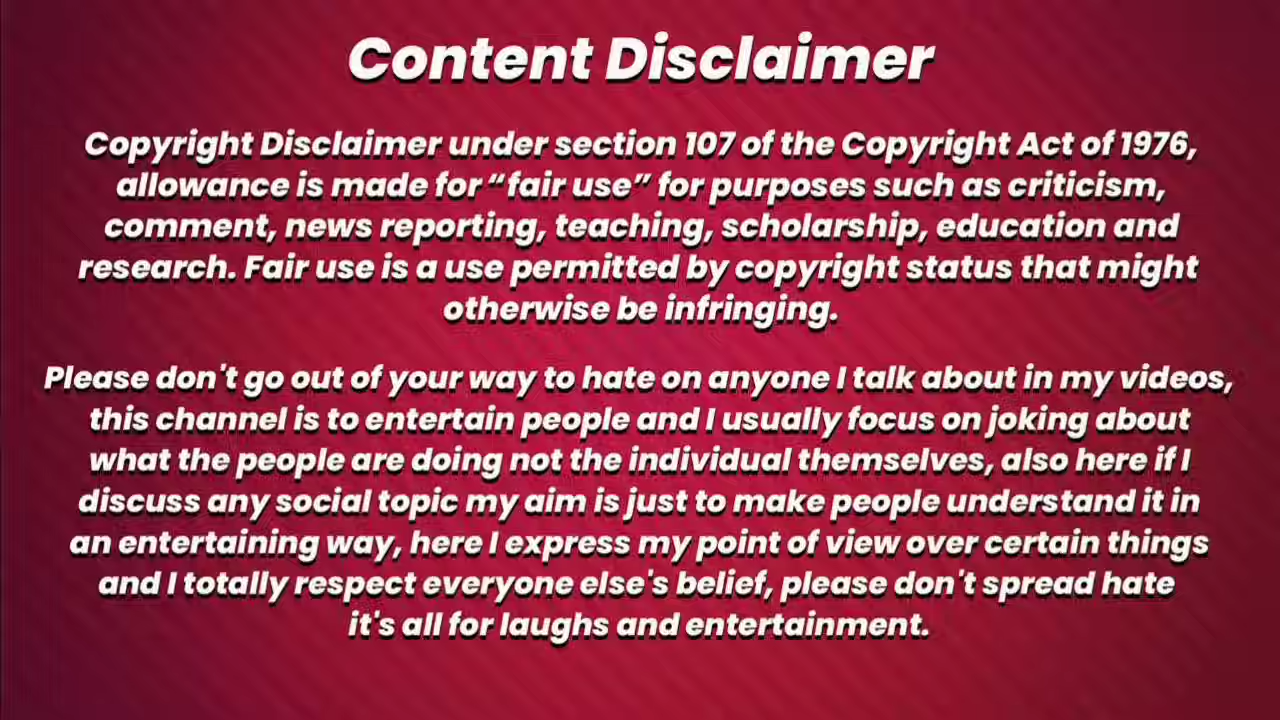 Content Disclaimer
Copyright Disclaimer under section 107 of the Copyright Act of 1976,
allowance is made for “fair use” for purposes such as criticism,
comment, news reporting, teaching, scholarship, education and
research. Fair use is a use permitted by copyright status that might
otherwise be infringing.
Please don't go out of your way to hate on anyone I talk about in my videos,
this channel is to entertain people and I usually focus on joking about
what the people are doing not the individual themselves, also here if I
discuss any social topic my aim is just to make people understand it in
an entertaining way, here I express my point of view over certain things
and I totally respect everyone else's belief, please don't spread hate
it's all for laughs and entertainment.